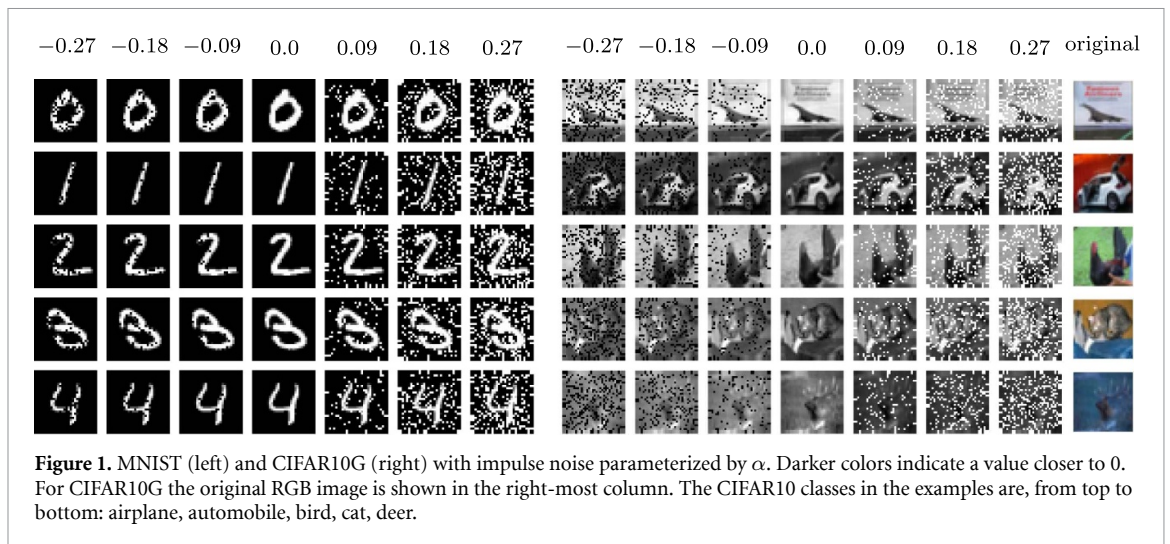 −0.27 −0.18 −0.09 0.0 0.09 0.18 0.27 −0.27 −0.18 −0.09 0.0 0.09 0.18 0.27 original
Figure 1. MNIST (left) and CIFAR10G (right) with impulse noise parameterized by α. Darker colors indicate a value closer to 0.
For CIFAR10G the original RGB image is shown in the right-most column. The CIFAR10 classes in the examples are, from top to
bottom: airplane, automobile, bird, cat, deer.